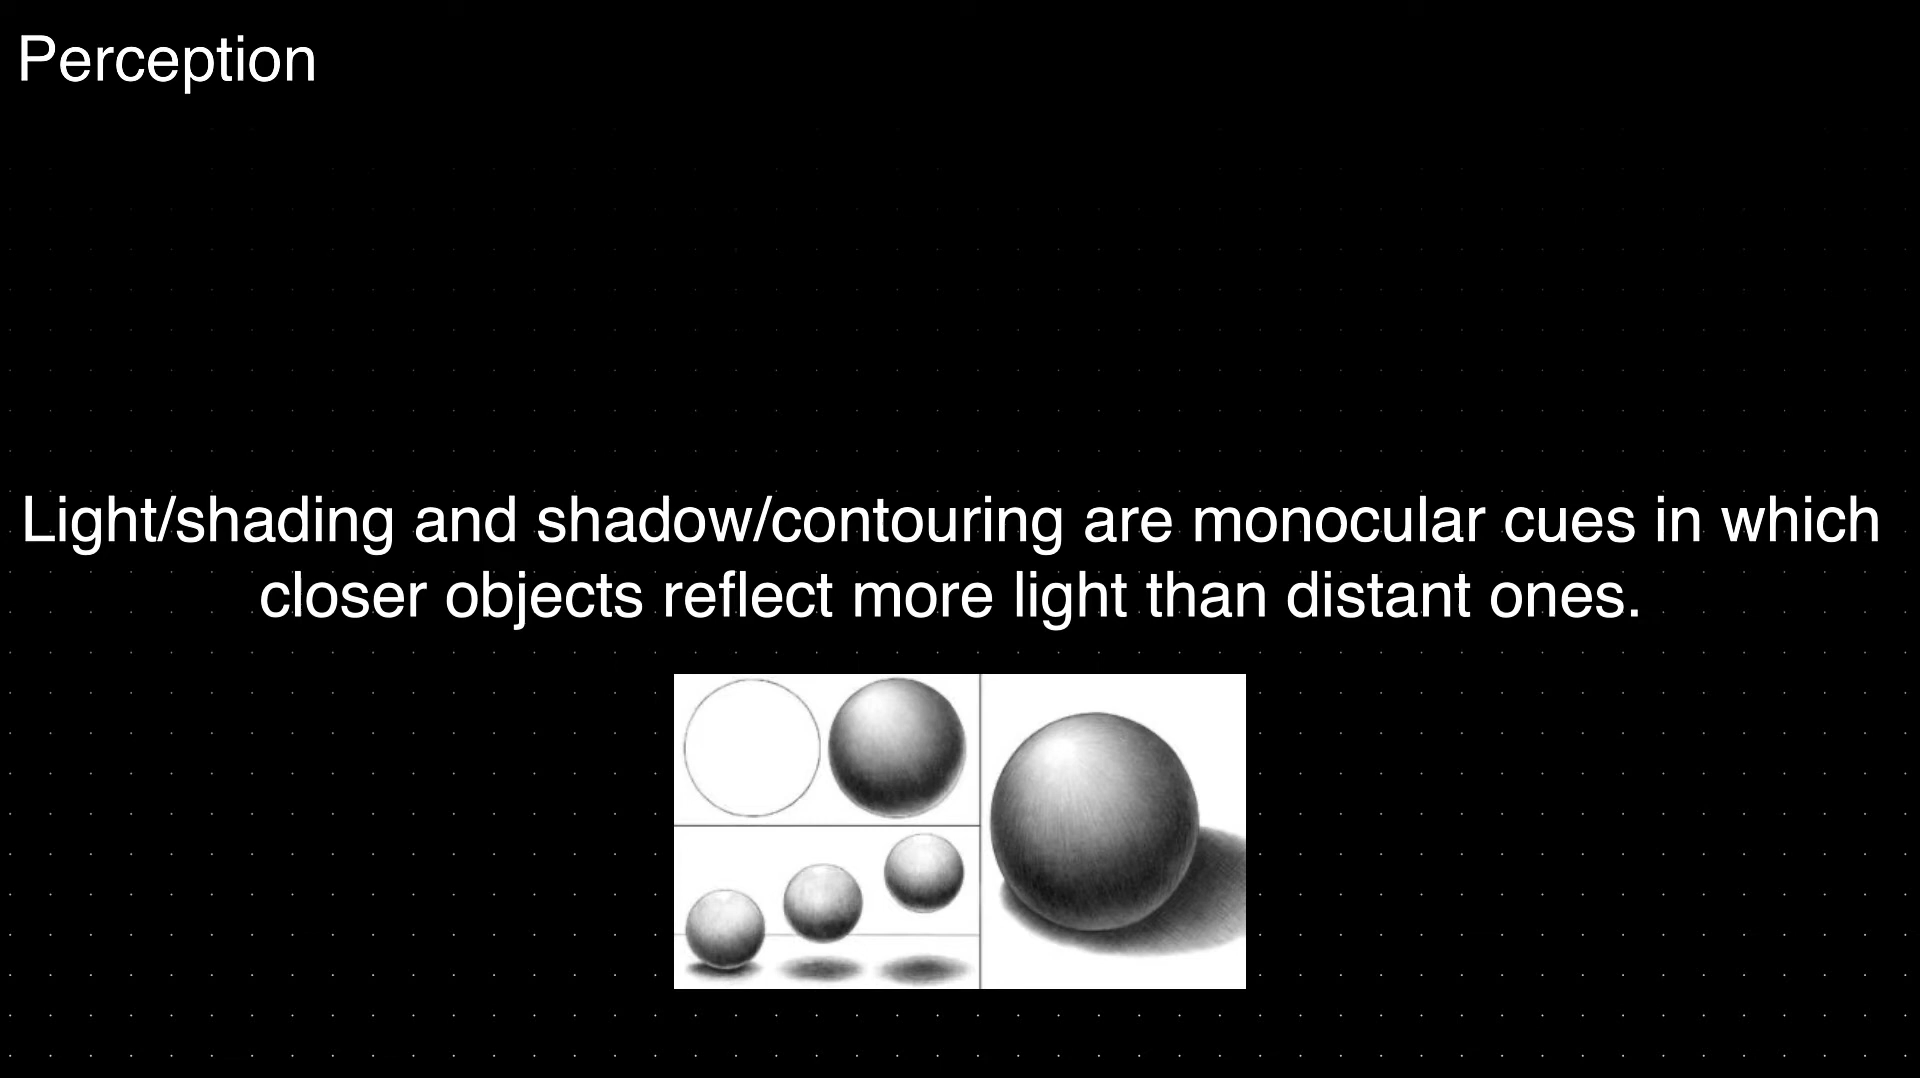 Perception
Light/shading and shadow/contouring are monocular cues in which
closer objects reflect more light than distant ones.